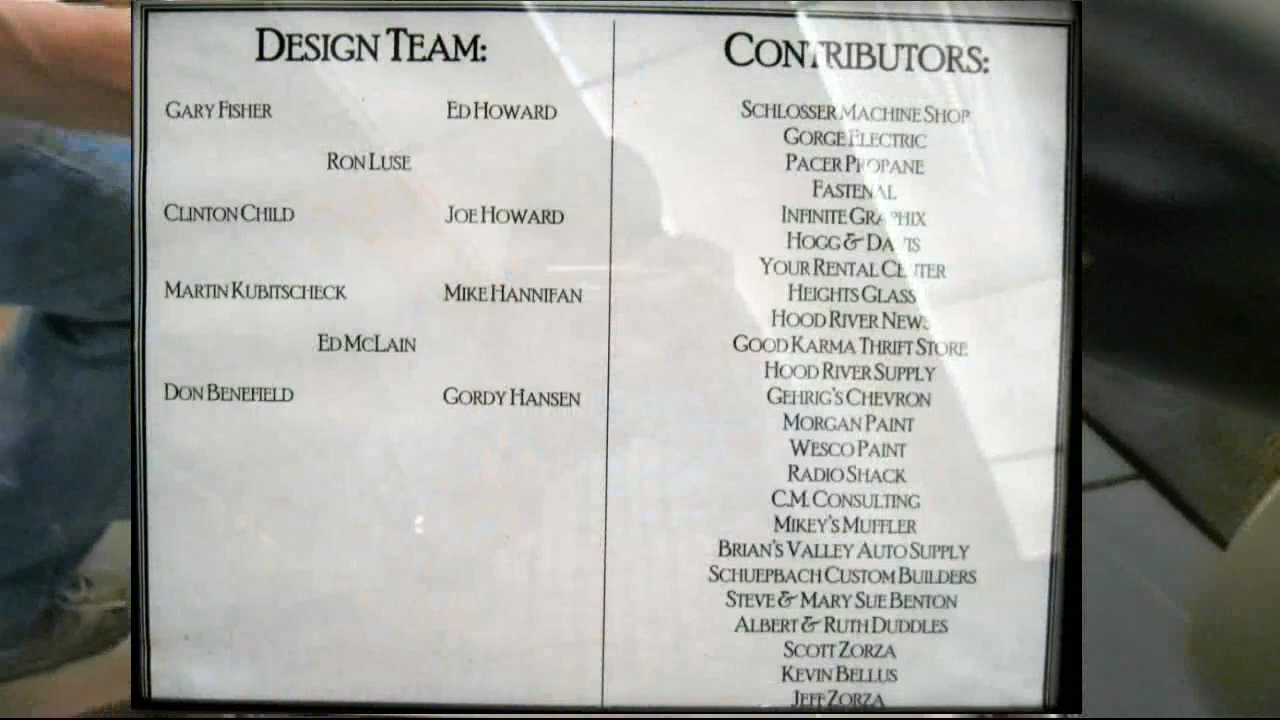 DESIGN TEAM:
GARY FISHER ED HOWARD
RON LUSE
CLINTON CHILD JOE HOWARD
MARTIN KUBITSCHECK MIKE HANNIFAN
ED MCLAIN
DON BENEFIELD GORDY HANSEN
CONTRIBUTORS:
SCHLOSSER MACHINE SHOP
GORGE ELECTRIC
PACER PROPANE
FASTENAL
INFINITE GRAPHIX
HOGG & DAVIS
YOUR RENTAL CENTER
HEIGHTS GLASS
HOOD RIVER NEWS
GOOD KARMA THRIFT STORE
HOOD RIVER SUPPLY
GEHRIG'S CHEVRON
MORGAN PAINT
WESCO PAINT
RADIO SHACK
C.M. CONSULTING
MIKEY'S MUFFLER
BRIAN'S VALLEY AUTO SUPPLY
SCHUEPBACH CUSTOM BUILDERS
STEVE & MARY SUE BENTON
ALBERT & RUTH DUDDLES
SCOTT ZORZA
KEVIN BELLUS
JEFF ZORZA